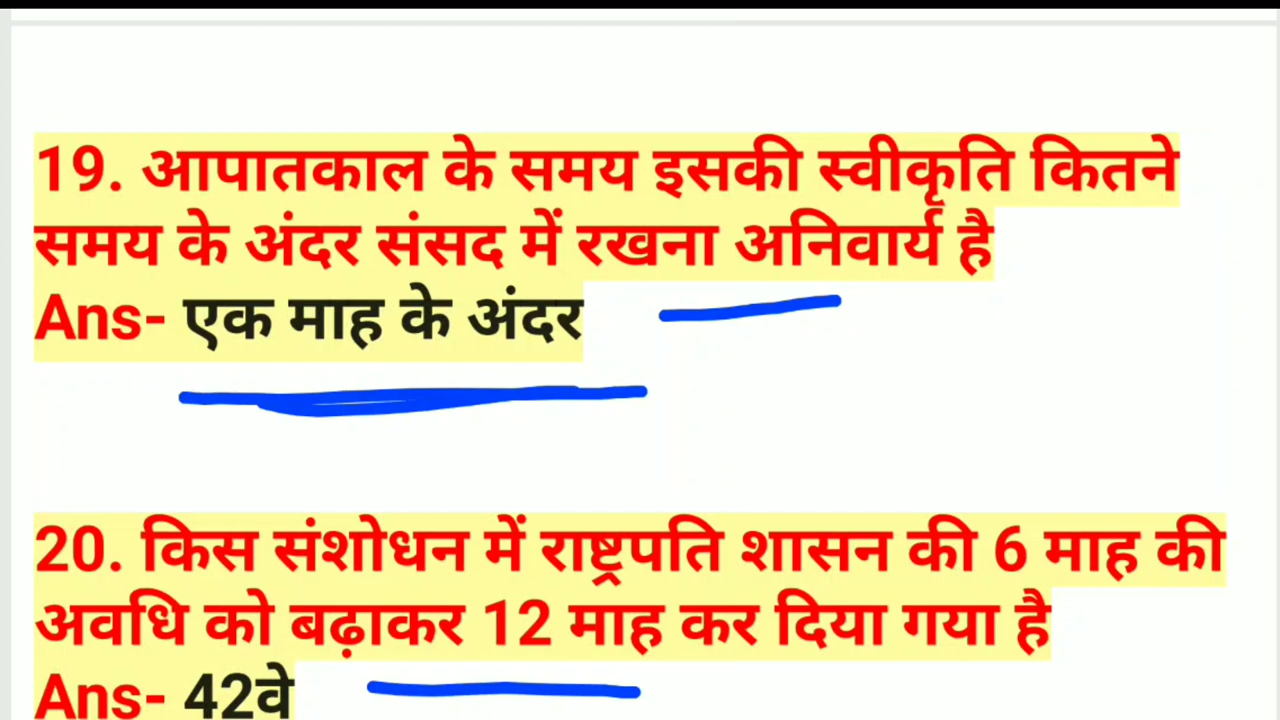 19. आपातकाल के समय इसकी स्वीकृति कितने
समय के अंदर संसद में रखना अनिवार्य है
Ans- एक माह के अंदर
20. किस संशोधन में राष्ट्रपति शासन की 6 माह की
अवधि को बढ़ाकर 12 माह कर दिया गया है
Ans- 42वे